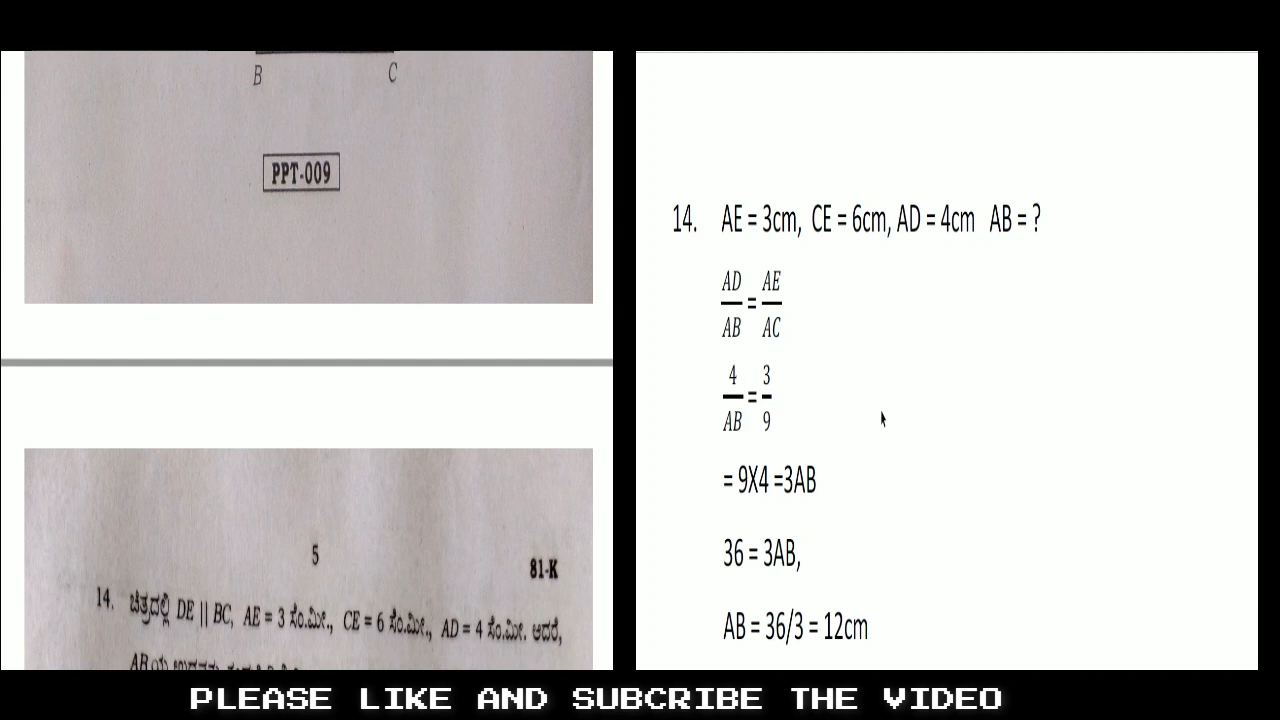 B C
PPT-009
5
81-K
14. ಚಿತ್ರದಲ್ಲಿ DE || BC, AE = 3 ಸೆಂ.ಮೀ., CE = 6 ಸೆಂ.ಮೀ., AD = 4 ಸೆಂ.ಮೀ. ಆದರೆ,
AB ಯ
14. AE = 3cm, CE = 6cm, AD = 4cm AB = ?
AD/AB = AE/AC
4/AB = 3/9
= 9X4 =3AB
36 = 3AB,
AB = 36/3 = 12cm
PLEASE LIKE AND SUBCRIBE THE VIDEO